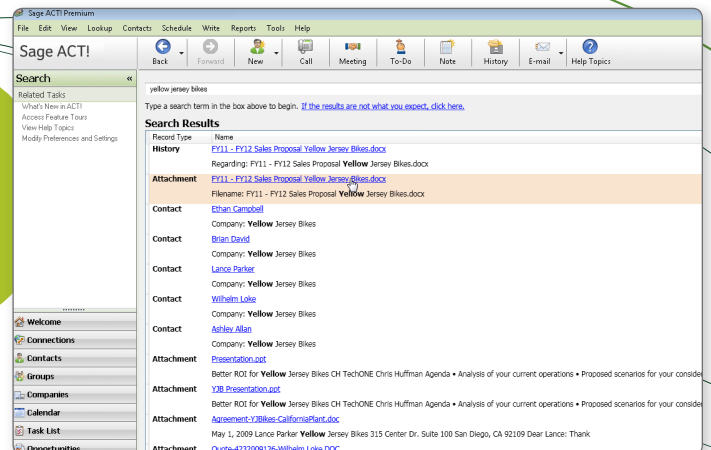 Sage ACT! Premium
File Edit View Lookup Contacts Schedule Write Reports Tools Help
Sage ACT!
Back Forward New Call Meeting To-Do Note History E-mail Help Topics
Search «
Related Tasks
What's New in ACT!
Access Feature Tours
View Help Topics
Modify Preferences and Settings
yellow jersey bikes
Type a search term in the box above to begin. If the results are not what you expect, click here.
Search Results
Record Type Name
History FY11 - FY12 Sales Proposal Yellow Jersey Bikes.docx
Regarding: FY11 - FY12 Sales Proposal Yellow Jersey Bikes.docx
Attachment FY11 - FY12 Sales Proposal Yellow Jersey Bikes.docx
Filename: FY11 - FY12 Sales Proposal Yellow Jersey Bikes.docx
Contact Ethan Campbell
Company: Yellow Jersey Bikes
Contact Brian David
Company: Yellow Jersey Bikes
Contact Lance Parker
Company: Yellow Jersey Bikes
Contact Wilhelm Loke
Company: Yellow Jersey Bikes
Contact Ashley Allan
Company: Yellow Jersey Bikes
Attachment Presentation.ppt
Better ROI for Yellow Jersey Bikes CH TechONE Chris Huffman Agenda • Analysis of your current operations • Proposed scenarios for your conside
Attachment YJB Presentation.ppt
Better ROI for Yellow Jersey Bikes CH TechONE Chris Huffman Agenda • Analysis of your current operations • Proposed scenarios for your conside
Attachment Agreement-YJBikes-CaliforniaPlant.doc
May 1, 2009 Lance Parker Yellow Jersey Bikes 315 Center Dr. Suite 100 San Diego, CA 92109 Dear Lance: Thank
Attachment Quote-4232009126-Wilhelm Loke.DOC
Welcome
Connections
Contacts
Groups
Companies
Calendar
Task List
Opportunities